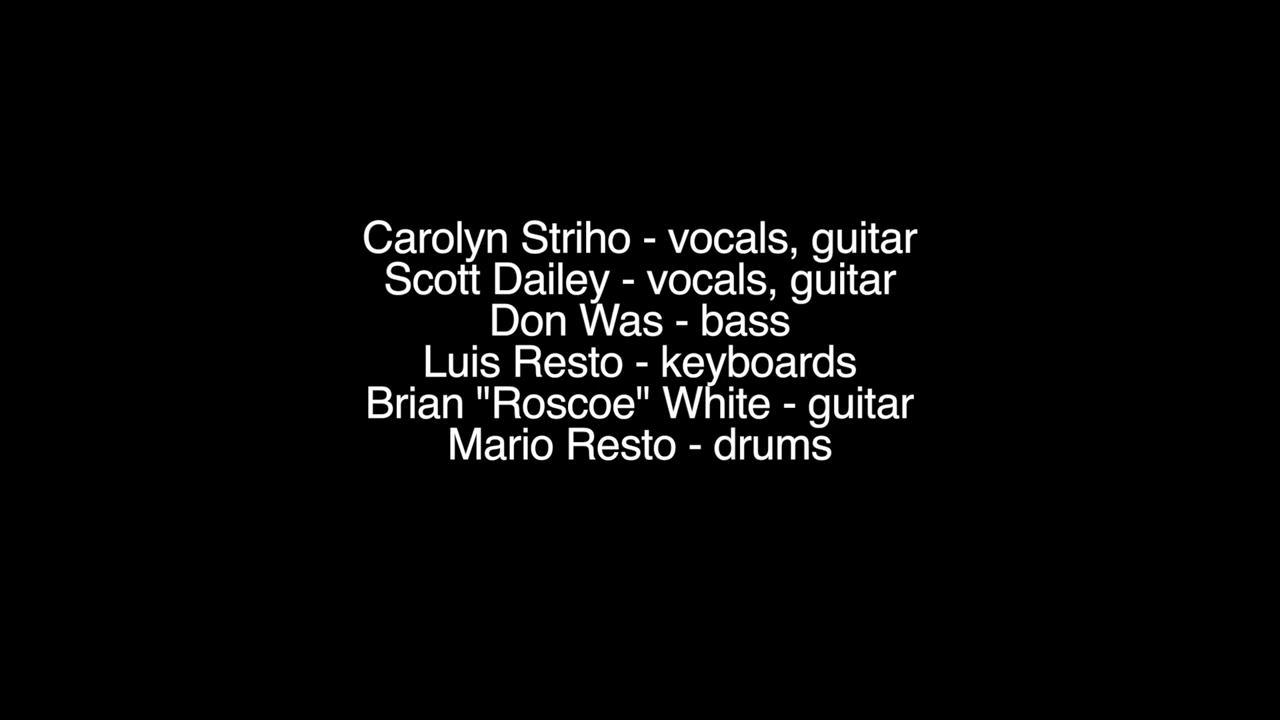 Carolyn Striho - vocals, guitar
Scott Dailey - vocals, guitar
Don Was - bass
Luis Resto - keyboards
Brian "Roscoe" White - guitar
Mario Resto - drums